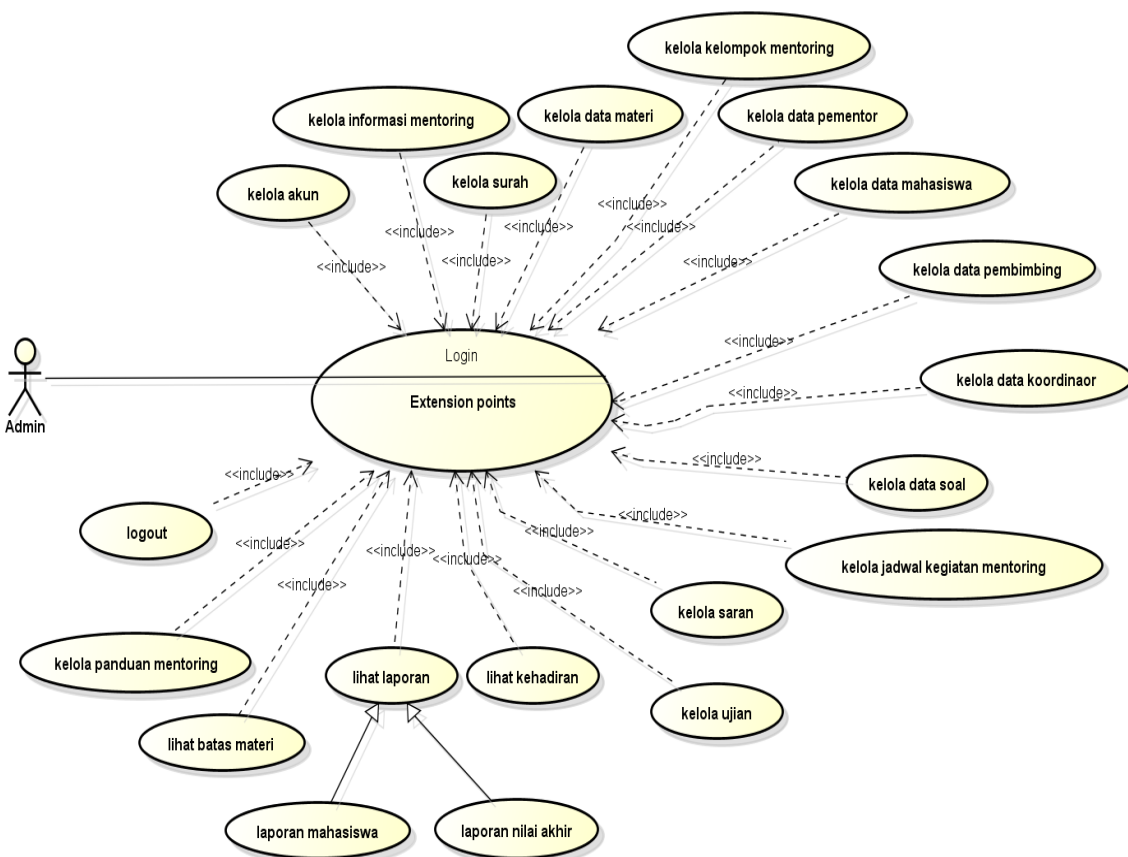 kelola kelompok mentoring
kelola informasi mentoring
kelola data materi
kelola data pementor
kelola akun
kelola surah
kelola data mahasiswa
<<include>>
<<include>>
<<include>>
<<include>>
<<include>>
<<include>>
<<include>>
kelola data pembimbing
<<include>>
Login
Extension points
Admin
kelola data koordinaor
<<include>>
<<include>>
kelola data soal
<<include>>
logout
<<include>>
<<include>>
<<include>>
<<include>>
<<include>>
<<include>>
<<include>>
kelola jadwal kegiatan mentoring
kelola saran
kelola panduan mentoring
lihat laporan
lihat kehadiran
kelola ujian
lihat batas materi
laporan mahasiswa
laporan nilai akhir